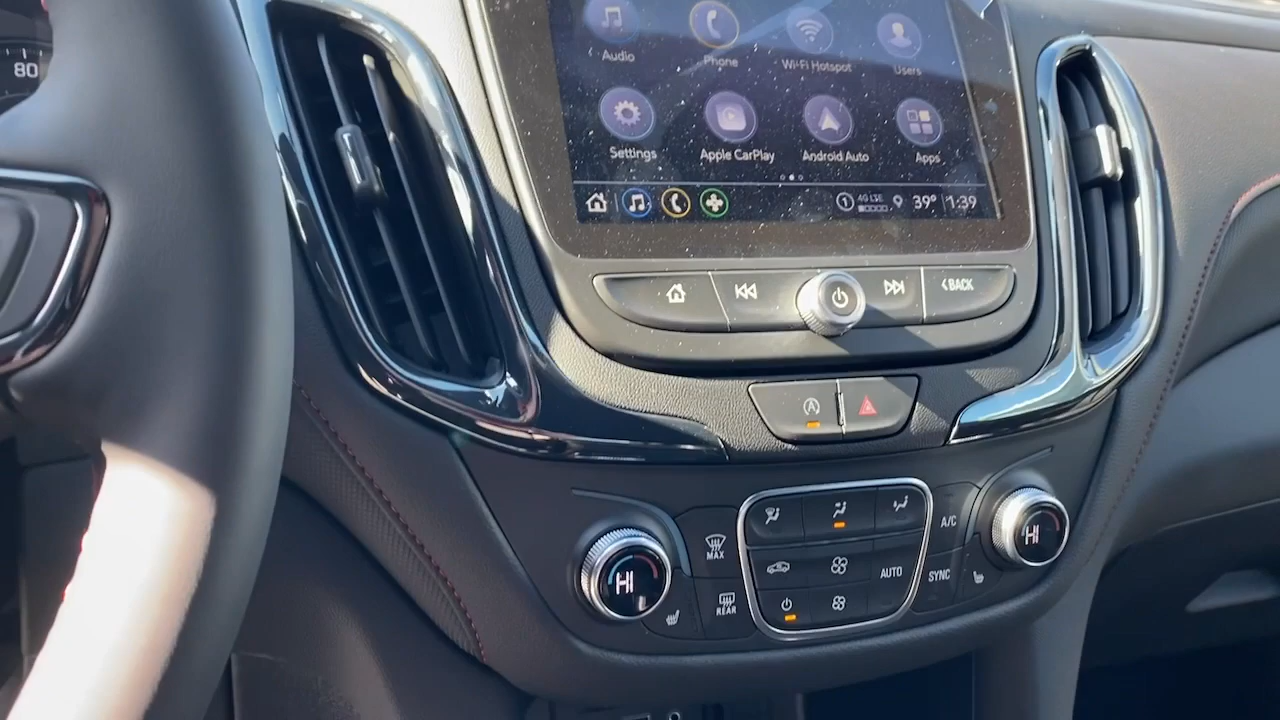 80
Audio
Phone
Wi-Fi Hotspot
Users
Settings
Apple CarPlay
Android Auto
Apps
1 4G LTE 39° 1:39
BACK
A
A/C
HI
MAX
AUTO
SYNC
HI
REAR